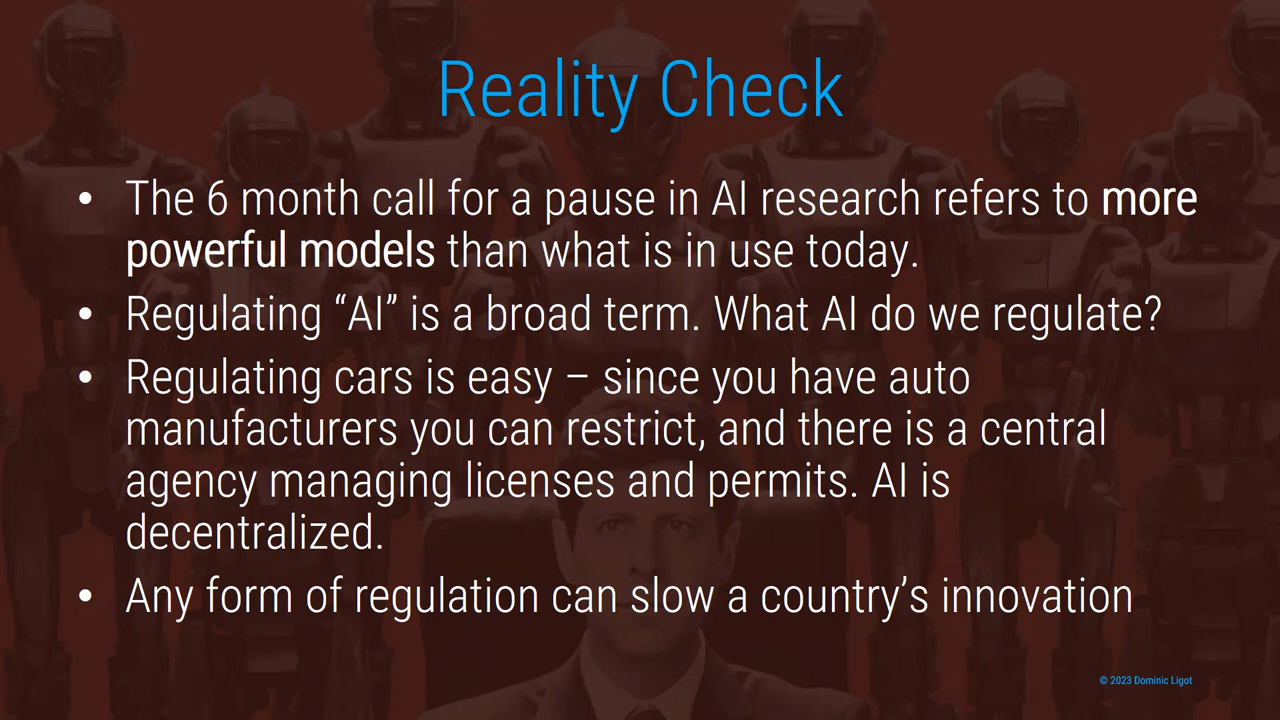 Reality Check
• The 6 month call for a pause in AI research refers to more
powerful models than what is in use today.
• Regulating “AI” is a broad term. What AI do we regulate?
• Regulating cars is easy – since you have auto
manufacturers you can restrict, and there is a central
agency managing licenses and permits. AI is
decentralized.
• Any form of regulation can slow a country’s innovation
© 2023 Dominic Ligot